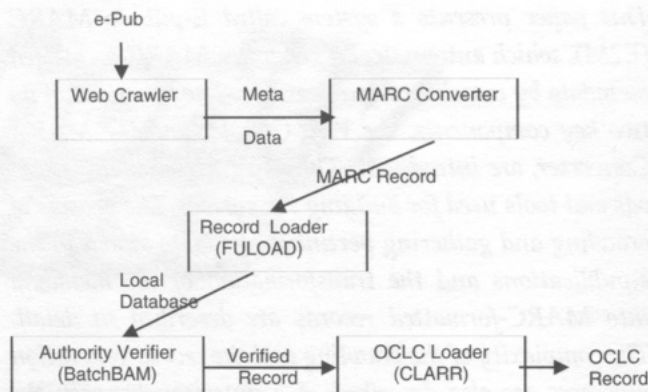 e-Pub
Web Crawler
Meta
Data
MARC Converter
MARC Record
Record Loader
(FULOAD)
Local
Database
Authority Verifier
(BatchBAM)
Verified
Record
OCLC Loader
(CLARR)
OCLC
Record